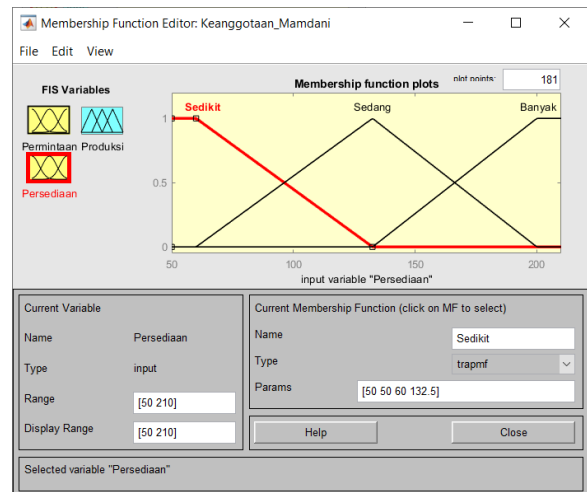 Membership Function Editor: Keanggotaan_Mamdani
File Edit View
FIS Variables
Permintaan Produksi
Persediaan
Membership function plots
plot points:
181
Sedikit Sedang Banyak
1
0.5
0
50 100 150 200
input variable "Persediaan"
Current Variable
Name Persediaan
Type input
Range [50 210]
Display Range [50 210]
Current Membership Function (click on MF to select)
Name Sedikit
Type trapmf
Params [50 50 60 132.5]
Help Close
Selected variable "Persediaan"